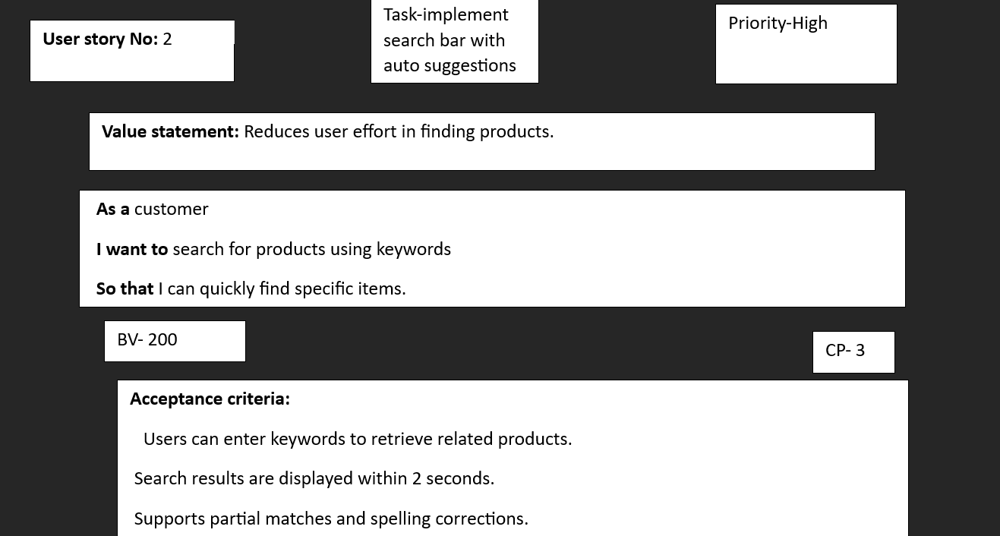 User story No: 2
Task-implement
search bar with
auto suggestions
Priority-High
Value statement: Reduces user effort in finding products.
As a customer
I want to search for products using keywords
So that I can quickly find specific items.
BV- 200
CP- 3
Acceptance criteria:
Users can enter keywords to retrieve related products.
Search results are displayed within 2 seconds.
Supports partial matches and spelling corrections.